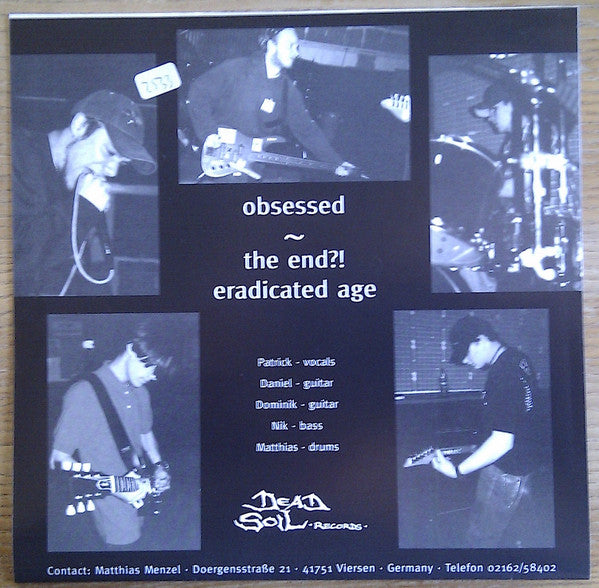 obsessed
~
the end?!
eradicated age
Patrick - vocals
Daniel - guitar
Dominik - guitar
Nik - bass
Matthias - drums
DEAD
SOIL · RECORDS ·
Contact: Matthias Menzel · Doergensstraße 21 · 41751 Viersen · Germany · Telefon 02162/58402